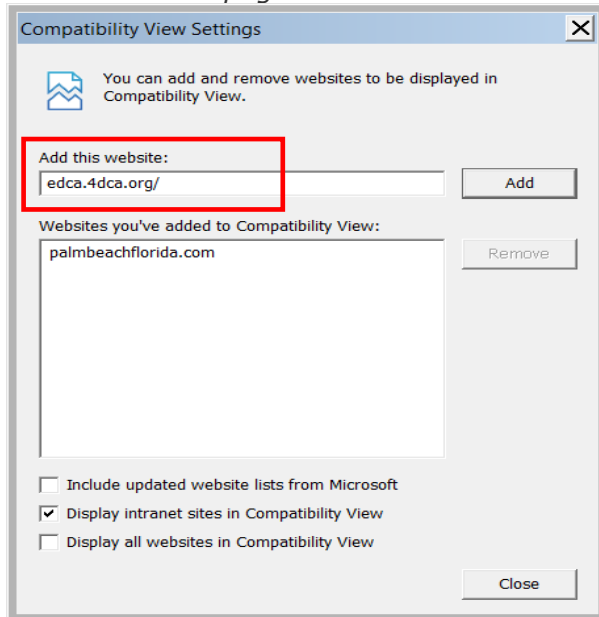 Compatibility View Settings
You can add and remove websites to be displayed in
Compatibility View.
Add this website:
edca.4dca.org/
Add
Websites you've added to Compatibility View:
palmbeachflorida.com
Remove
Include updated website lists from Microsoft
Display intranet sites in Compatibility View
Display all websites in Compatibility View
Close